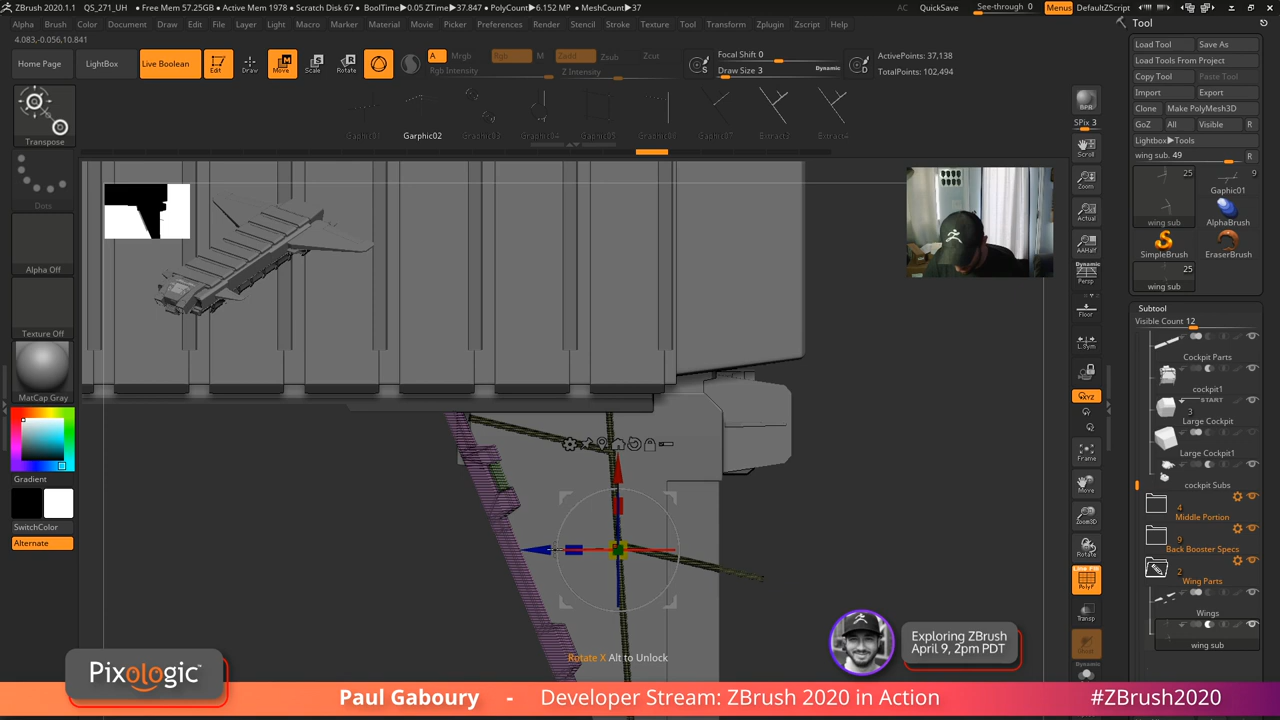 ZBrush 2020.1.1 QS_271_UH • Free Mem 57.25GB • Active Mem 1978 • Scratch Disk 67 • BoolTime▶0.05 ZTime▶37.847 • PolyCount▶6.152 MP • MeshCount▶37 AC QuickSave See-through 0 Menus DefaultZScript
Alpha Brush Color Document Draw Edit File Layer Light Macro Marker Material Movie Picker Preferences Render Stencil Stroke Texture Tool Transform Zplugin Zscript Help
4.083,-0.056,10.841
Home Page LightBox Live Boolean Edit Draw Move Scale Rotate
A Mrgb Rgb M Zadd Zsub Zcut
Rgb Intensity Z Intensity
Focal Shift 0
Draw Size 3 Dynamic
S D
ActivePoints: 37,138
TotalPoints: 102,494
Transpose
Dots
Alpha Off
Texture Off
MatCap Gray
Gradient
SwitchColor
Alternate
Garphic02
Rotate X Alt to Unlock
BPR
SPix 3
Scroll
Zoom
Actual
AAHalf
Dynamic
Persp
Floor
L.Sym
XYZ
Frame
Move
Zoom3D
Rotate
Line Fill
PolyF
Transp
Dynamic
Tool
Load Tool Save As
Load Tools From Project
Copy Tool Paste Tool
Import Export
Clone Make PolyMesh3D
GoZ All Visible R
Lightbox▶Tools
wing sub. 49 R
25 9
wing sub Gaphic01
AlphaBrush
SimpleBrush EraserBrush
25
wing sub
Subtool
Visible Count 12
Cockpit Parts
cockpit1
START
3
Large Cockpit
Large Cockpit1
cockpit Subs
4
Middle Portion
9
Back Booster Specs
2
Wing Parts
Wings
wing sub
Exploring ZBrush
April 9, 2pm PDT
Pixologic™
Paul Gaboury - Developer Stream: ZBrush 2020 in Action #ZBrush2020